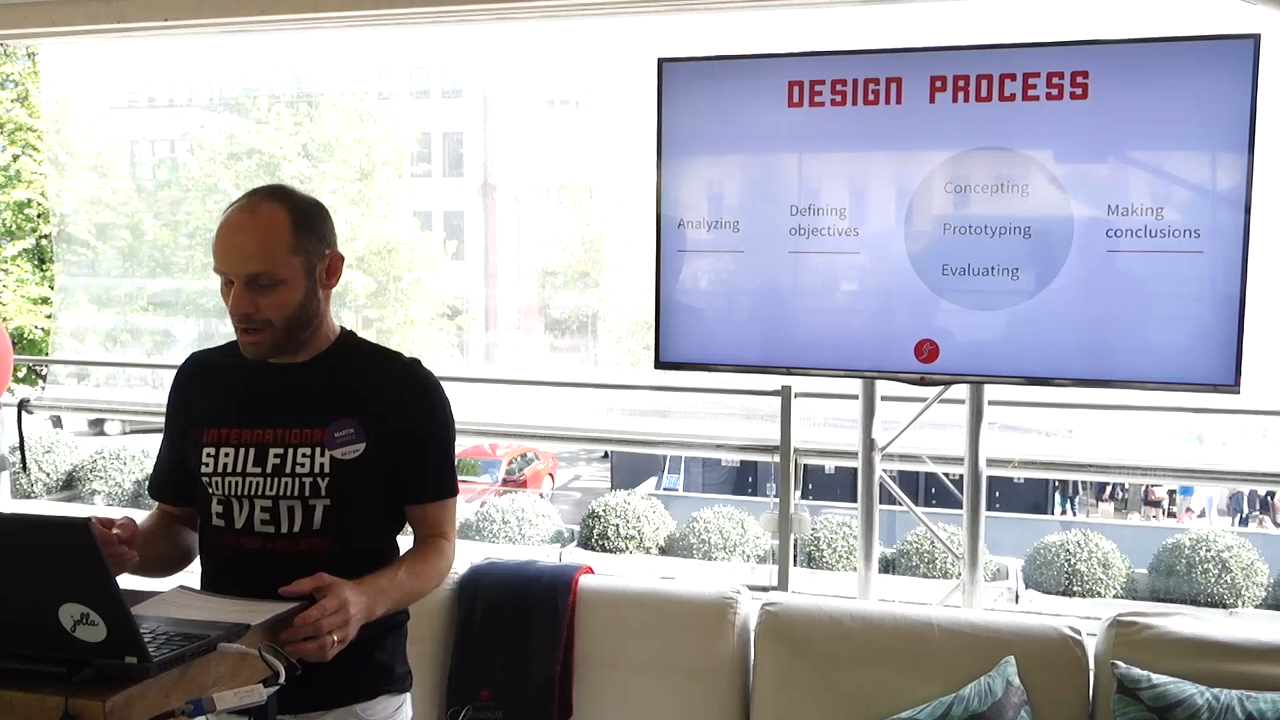 DESIGN PROCESS
Analyzing
Defining
objectives
Concepting
Prototyping
Evaluating
Making
conclusions
INTERNATIONAL
SAILFISH
COMMUNITY
EVENT
MARTIN
jolla